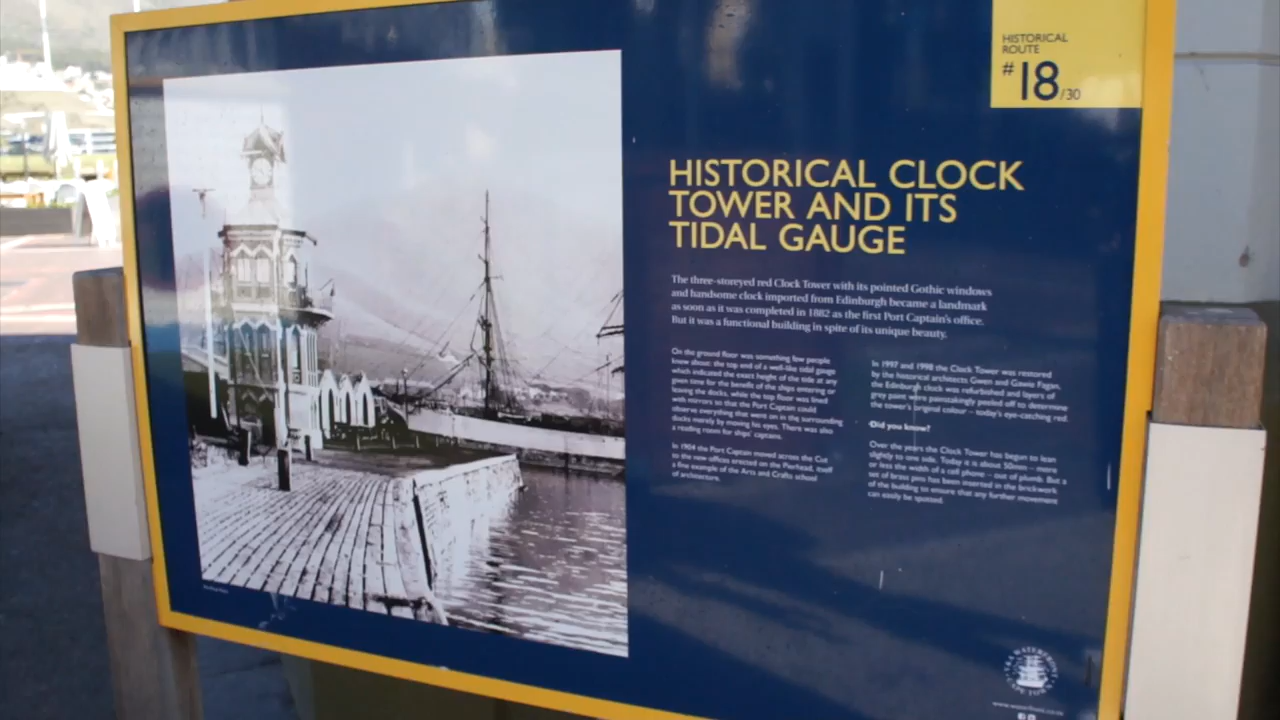 HISTORICAL
ROUTE
#18/30
HISTORICAL CLOCK
TOWER AND ITS
TIDAL GAUGE
The three-storeyed red Clock Tower with its pointed Gothic windows
and handsome clock imported from Edinburgh became a landmark
as soon as it was completed in 1882 as the first Port Captain's office.
But it was a functional building in spite of its unique beauty.
On the ground floor was something few people
knew about: the top end of a well-like tidal gauge
which indicated the exact height of the tide at any
given time for the benefit of the ships entering or
leaving the docks, while the top floor was lined
with mirrors so that the Port Captain could
observe everything that went on in the surrounding
docks merely by moving his eyes. There was also
a reading room for ships' captains.
In 1904 the Port Captain moved across the Cut
to the new offices erected on the Pierhead, itself
a fine example of the Arts and Crafts school
of architecture.
In 1997 and 1998 the Clock Tower was restored
by the historical architects Gwen and Gawie Fagan,
the Edinburgh clock was refurbished and layers of
grey paint were painstakingly peeled off to determine
the tower's original colour – today's eye-catching red.
Did you know?
Over the years the Clock Tower has begun to lean
slightly to one side. Today it is about 50mm – more
or less the width of a cell phone – out of plumb. But a
set of brass pins has been inserted in the brickwork
of the building to ensure that any further movement
can easily be spotted.
V&A WATERFRONT
CAPE TOWN
www.waterfront.co.za